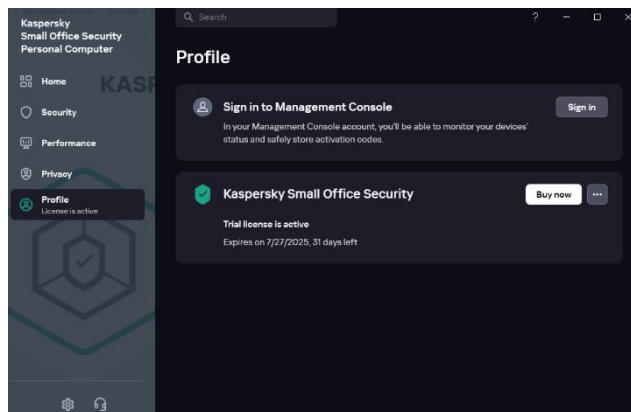 Kaspersky
Small Office Security
Personal Computer
Home
Security
Performance
Privacy
Profile
License is active
KASP
Search
?
Profile
Sign in to Management Console
Sign in
In your Management Console account, you'll be able to monitor your devices'
status and safely store activation codes.
Kaspersky Small Office Security
Buy now
Trial license is active
Expires on 7/27/2025, 31 days left